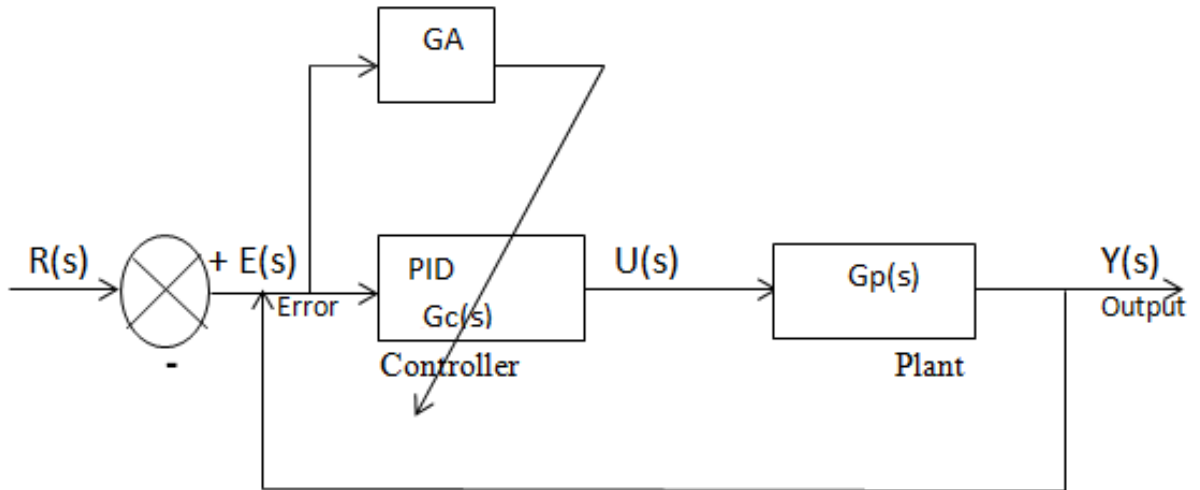 GA
R(s)
+ E(s)
Error
-
PID
Gc(s)
Controller
U(s)
Gp(s)
Plant
Y(s)
Output